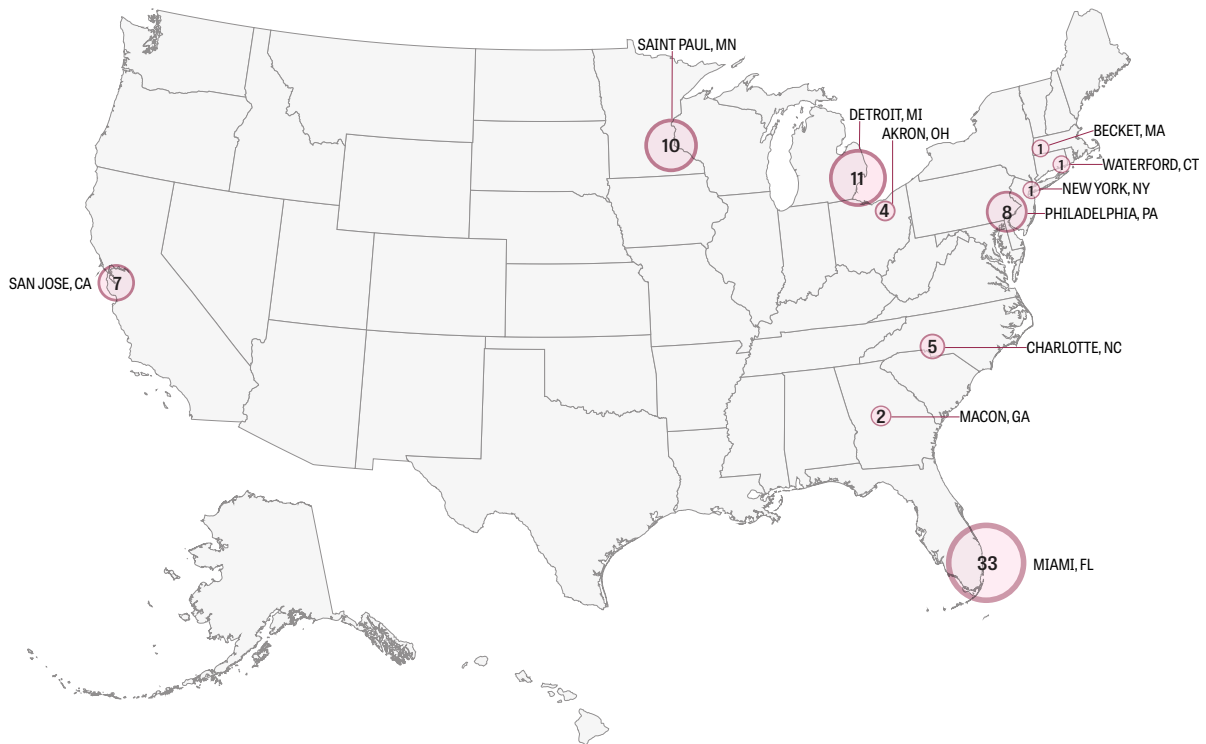 SAINT PAUL, MN
10
DETROIT, MI
AKRON, OH
11
4
BECKET, MA
1
WATERFORD, CT
1
NEW YORK, NY
1
PHILADELPHIA, PA
8
SAN JOSE, CA
7
CHARLOTTE, NC
5
MACON, GA
2
MIAMI, FL
33